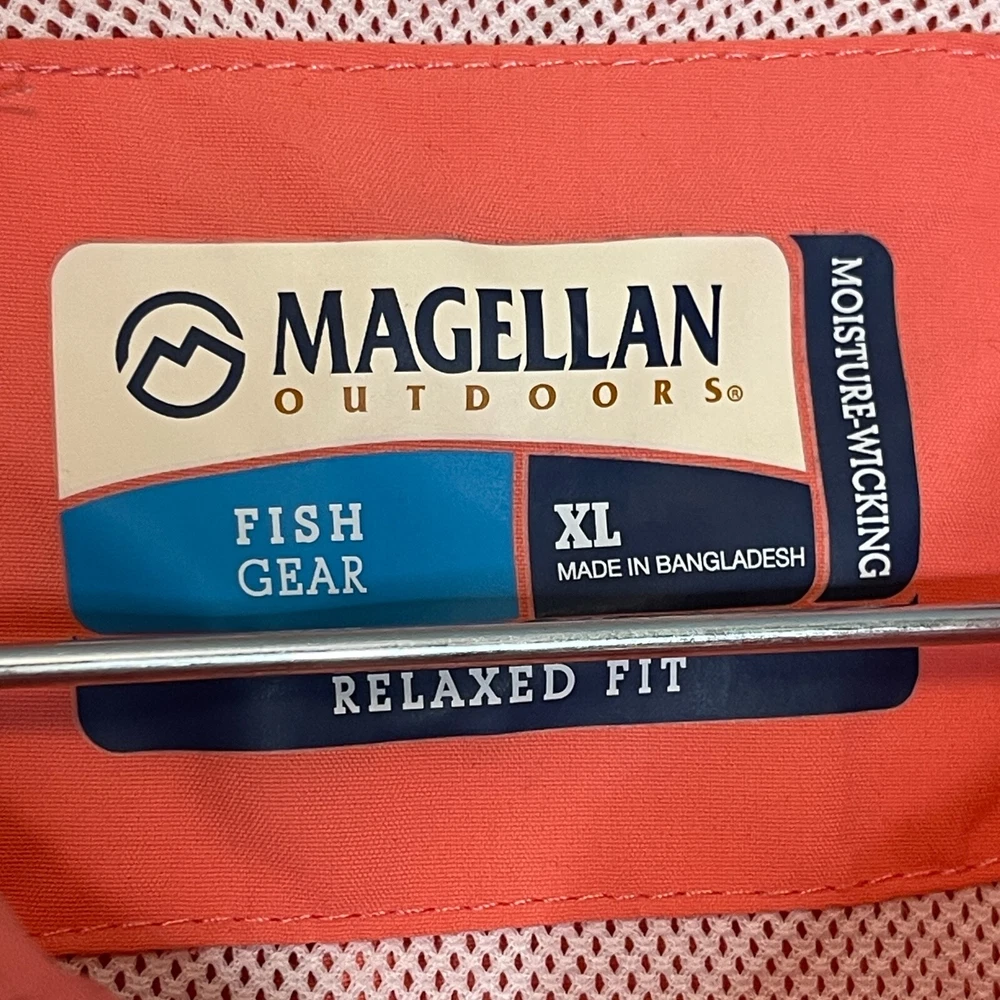 MAGELLAN
OUTDOORS®
MOISTURE-WICKING
FISH
GEAR
XL
MADE IN BANGLADESH
RELAXED FIT